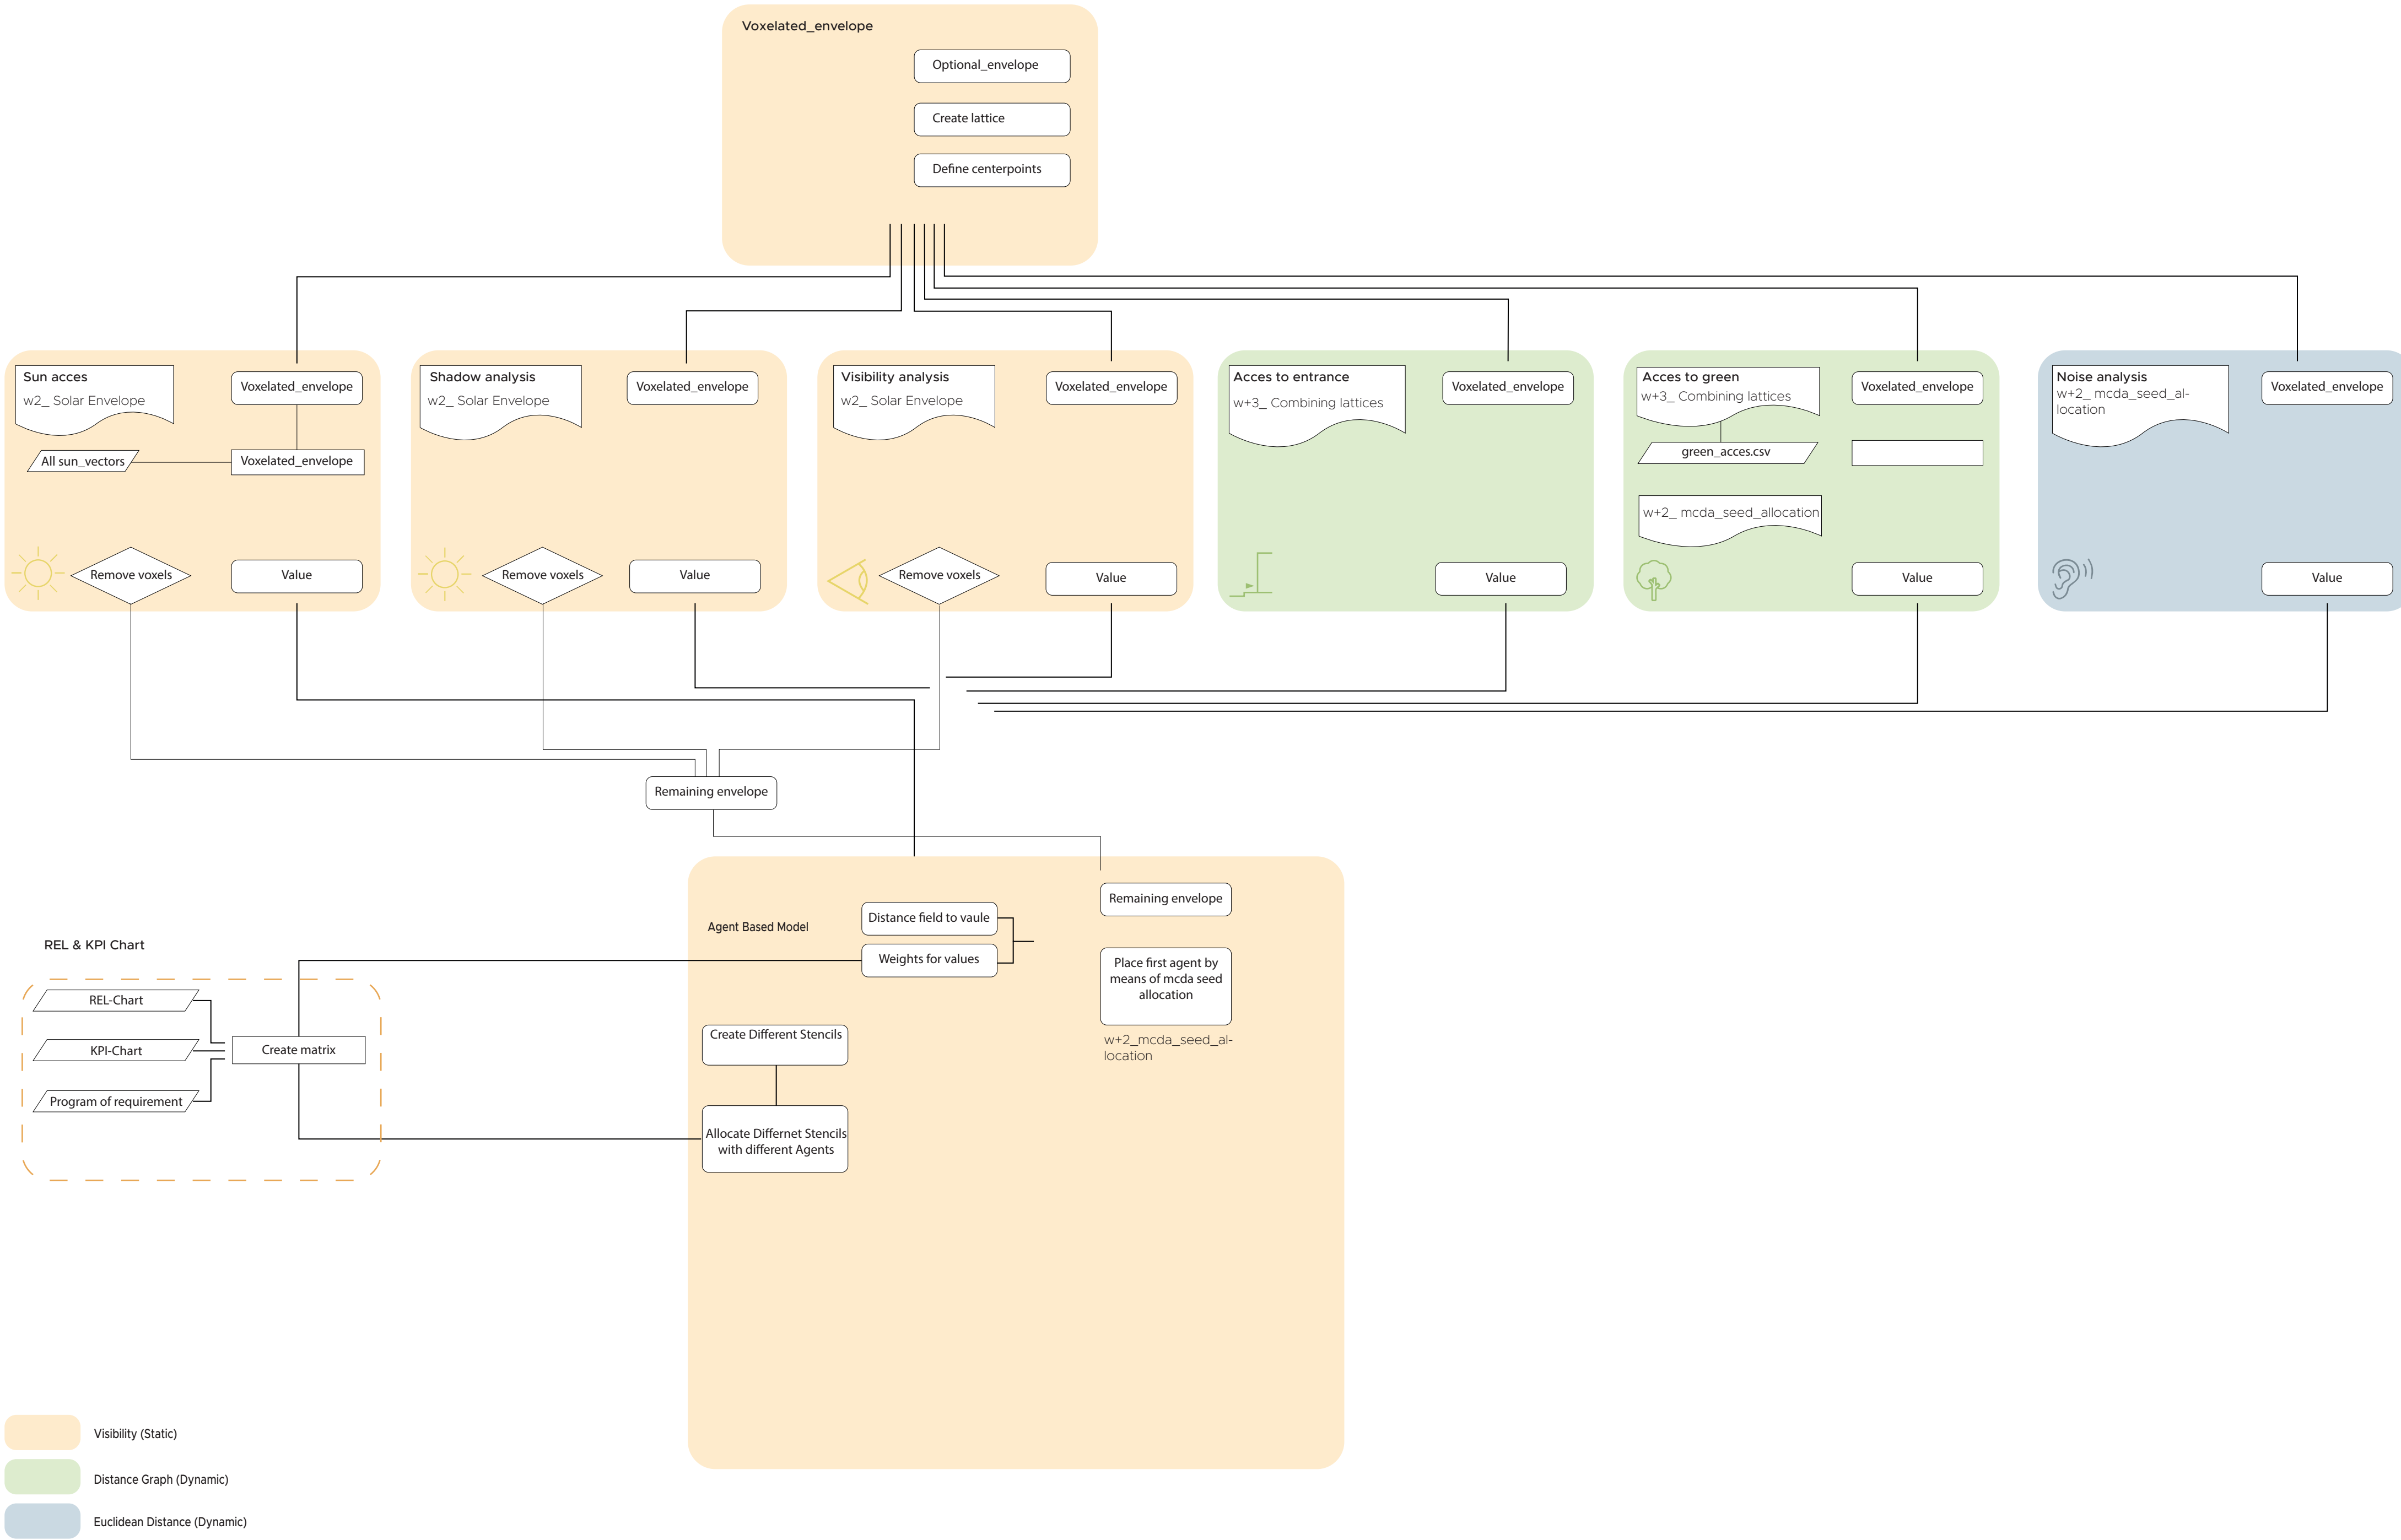 Voxelated_envelope
Optional_envelope
Create lattice
Define centerpoints
Sun acces
w2_ Solar Envelope
Voxelated_envelope
All sun_vectors
Voxelated_envelope
Remove voxels
Value
Shadow analysis
w2_ Solar Envelope
Voxelated_envelope
Remove voxels
Value
Visibility analysis
w2_ Solar Envelope
Voxelated_envelope
Remove voxels
Value
Acces to entrance
w+3_ Combining lattices
Voxelated_envelope
Value
Acces to green
w+3_ Combining lattices
Voxelated_envelope
green_acces.csv
w+2_ mcda_seed_allocation
Value
Noise analysis
w+2_ mcda_seed_al-
location
Voxelated_envelope
Value
Remaining envelope
Agent Based Model
Distance field to vaule
Weights for values
Remaining envelope
Place first agent by
means of mcda seed
allocation
w+2_mcda_seed_al-
location
Create Different Stencils
Allocate Differnet Stencils
with different Agents
REL & KPI Chart
REL-Chart
KPI-Chart
Program of requirement
Create matrix
Visibility (Static)
Distance Graph (Dynamic)
Euclidean Distance (Dynamic)